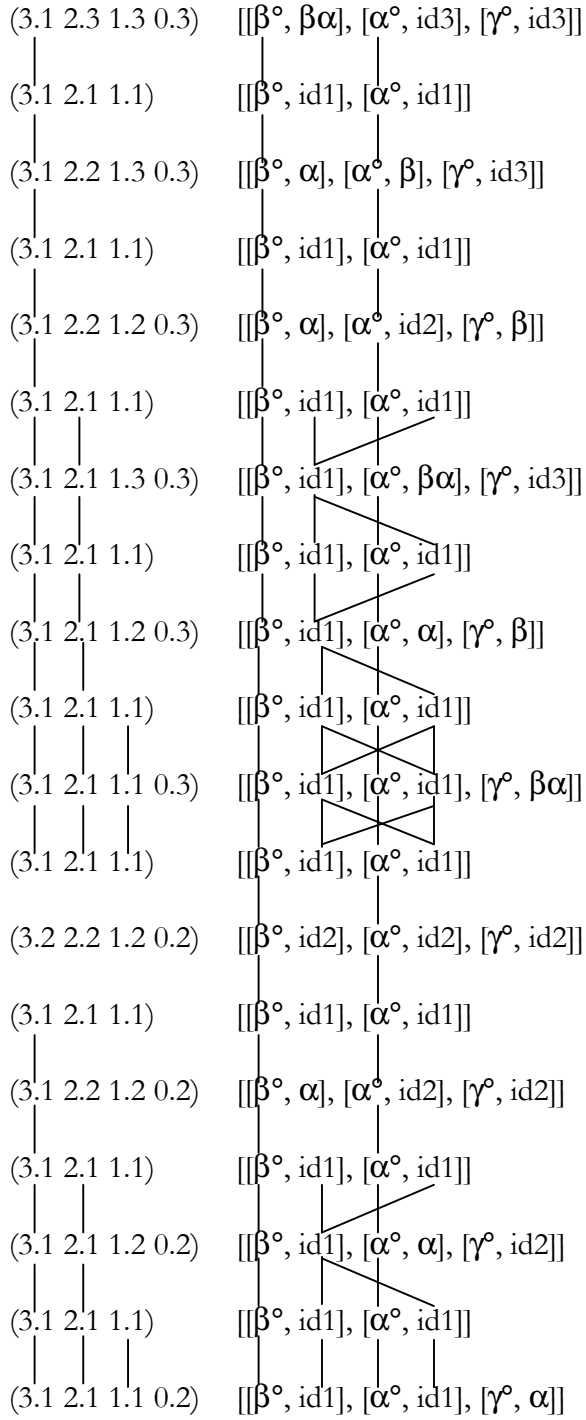 (3.1 2.3 1.3 0.3) [[β°, βα], [α°, id3], [γ°, id3]]
(3.1 2.1 1.1) [[β°, id1], [α°, id1]]
(3.1 2.2 1.3 0.3) [[β°, α], [α°, β], [γ°, id3]]
(3.1 2.1 1.1) [[β°, id1], [α°, id1]]
(3.1 2.2 1.2 0.3) [[β°, α], [α°, id2], [γ°, β]]
(3.1 2.1 1.1) [[β°, id1], [α°, id1]]
(3.1 2.1 1.3 0.3) [[β°, id1], [α°, βα], [γ°, id3]]
(3.1 2.1 1.1) [[β°, id1], [α°, id1]]
(3.1 2.1 1.2 0.3) [[β°, id1], [α°, α], [γ°, β]]
(3.1 2.1 1.1) [[β°, id1], [α°, id1]]
(3.1 2.1 1.1 0.3) [[β°, id1], [α°, id1], [γ°, βα]]
(3.1 2.1 1.1) [[β°, id1], [α°, id1]]
(3.2 2.2 1.2 0.2) [[β°, id2], [α°, id2], [γ°, id2]]
(3.1 2.1 1.1) [[β°, id1], [α°, id1]]
(3.1 2.2 1.2 0.2) [[β°, α], [α°, id2], [γ°, id2]]
(3.1 2.1 1.1) [[β°, id1], [α°, id1]]
(3.1 2.1 1.2 0.2) [[β°, id1], [α°, α], [γ°, id2]]
(3.1 2.1 1.1) [[β°, id1], [α°, id1]]
(3.1 2.1 1.1 0.2) [[β°, id1], [α°, id1], [γ°, α]]